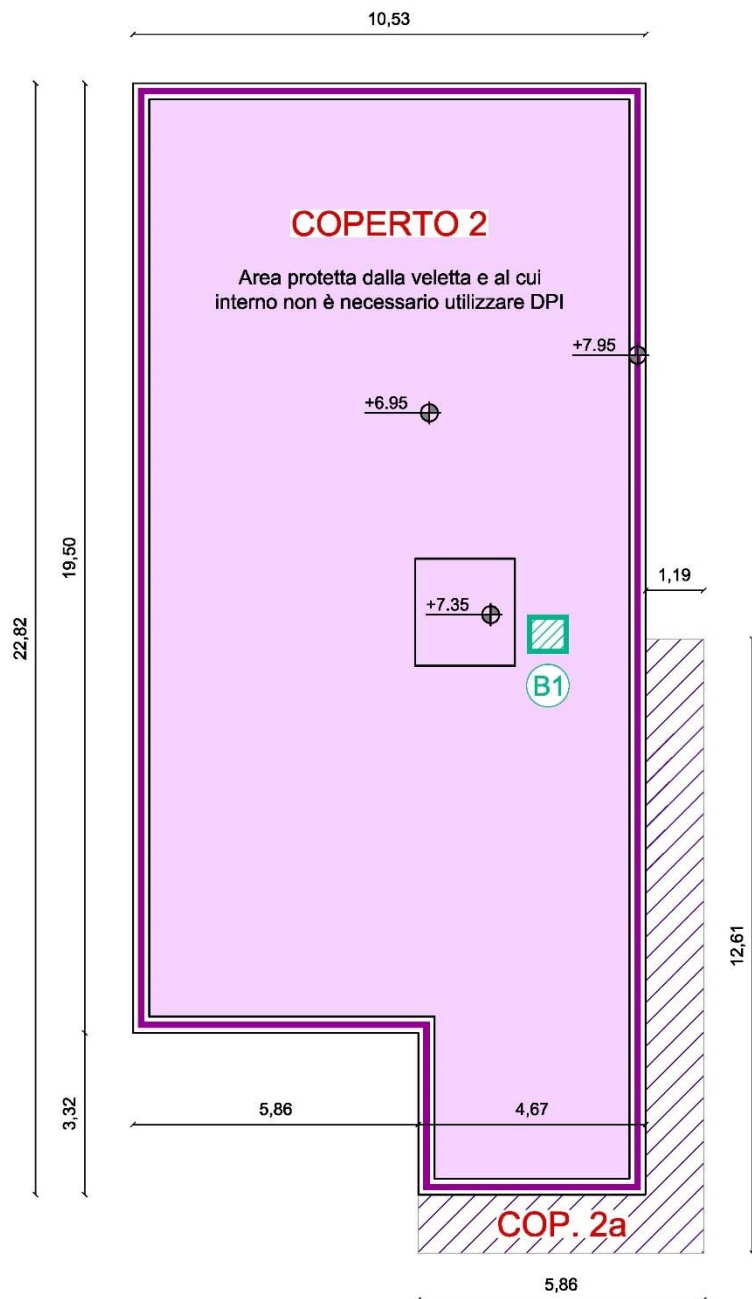 10,53
COPERTO 2
Area protetta dalla veletta e al cui
interno non è necessario utilizzare DPI
+7.95
+6.95
19,50
22,82
1,19
+7.35
B1
12,61
3,32
5,86
4,67
COP. 2a
5,86